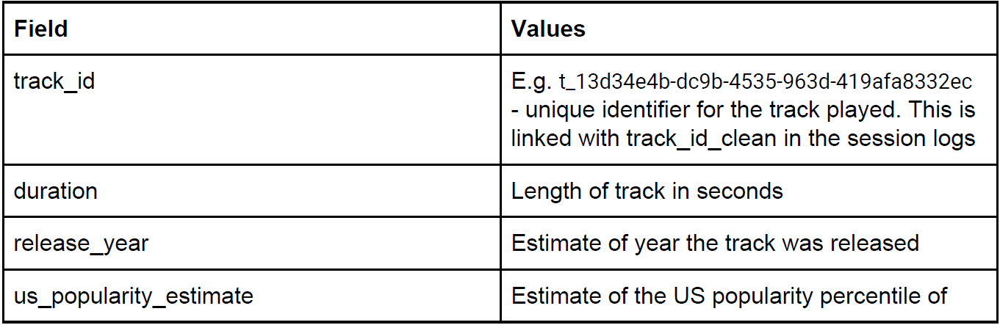 Field Values
track_id E.g. t_13d34e4b-dc9b-4535-963d-419afa8332ec
- unique identifier for the track played. This is
linked with track_id_clean in the session logs
duration Length of track in seconds
release_year Estimate of year the track was released
us_popularity_estimate Estimate of the US popularity percentile of